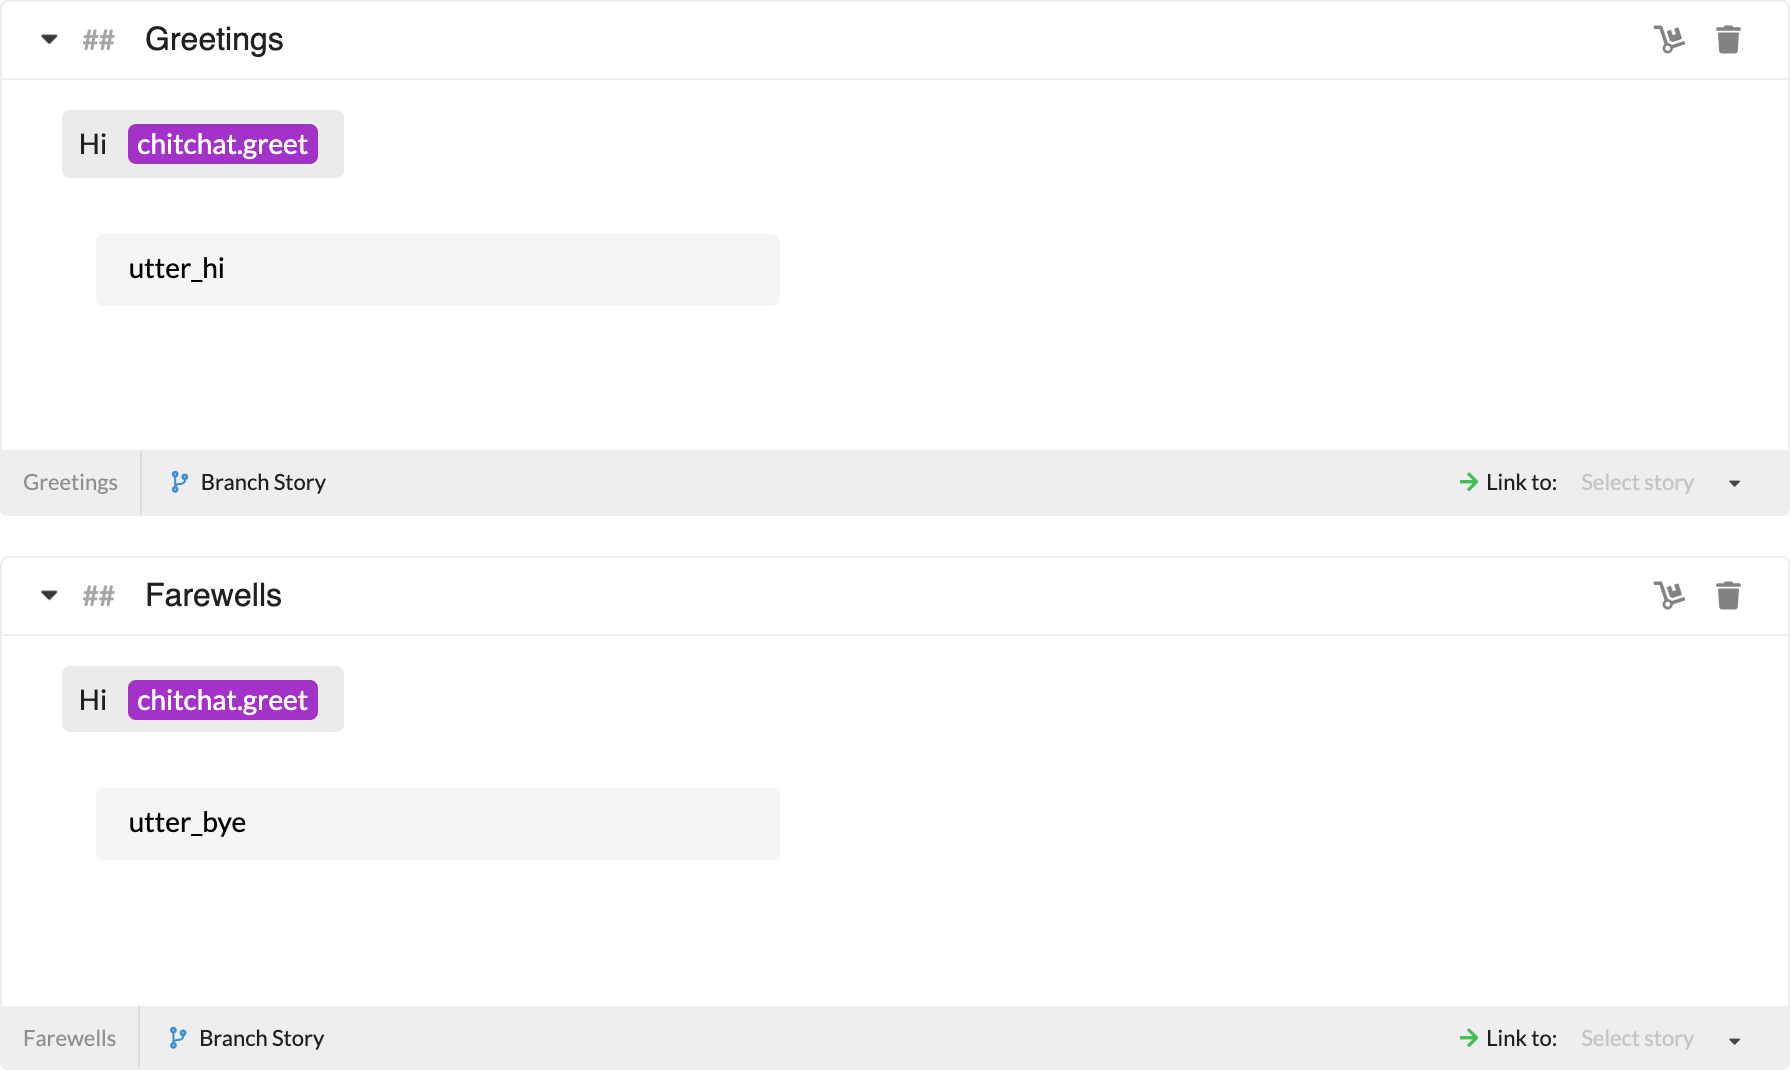 ## Greetings
Hi chitchat.greet
utter_hi
Greetings Branch Story Link to: Select story
## Farewells
Hi chitchat.greet
utter_bye
Farewells Branch Story Link to: Select story